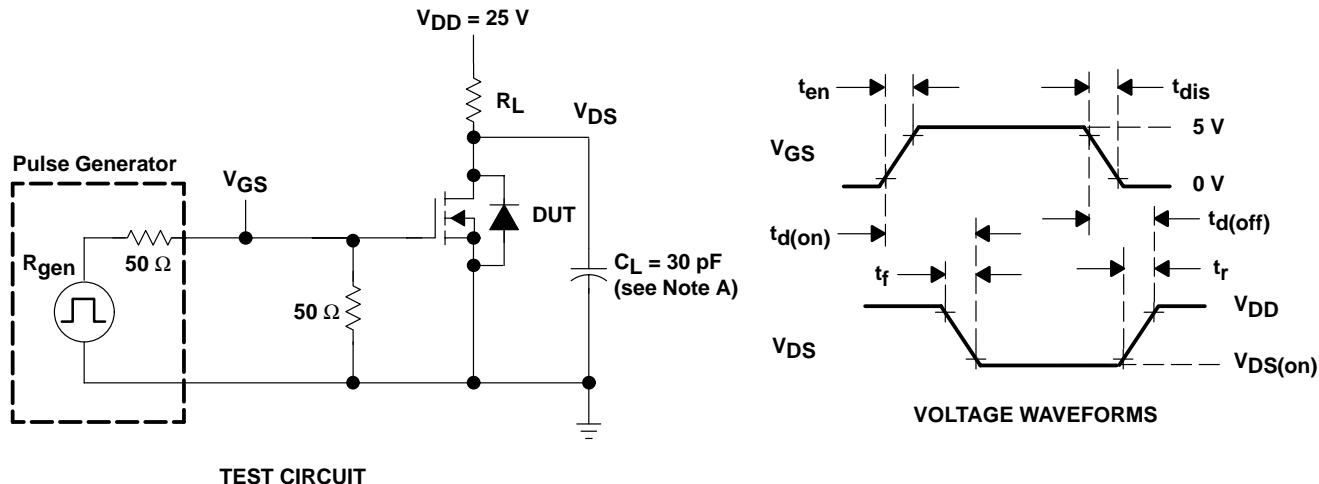 VDD = 25 V
RL
VDS
Pulse Generator
VGS
DUT
Rgen
50 Ω
50 Ω
CL = 30 pF
(see Note A)
TEST CIRCUIT
ten
tdis
5 V
VGS
0 V
td(on)
td(off)
tf
tr
VDD
VDS
VDS(on)
VOLTAGE WAVEFORMS